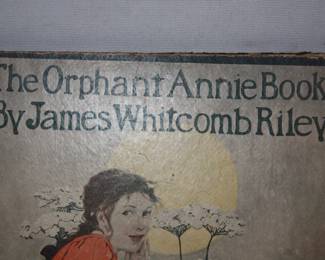 The Orphant Annie Book
By James Whitcomb Riley